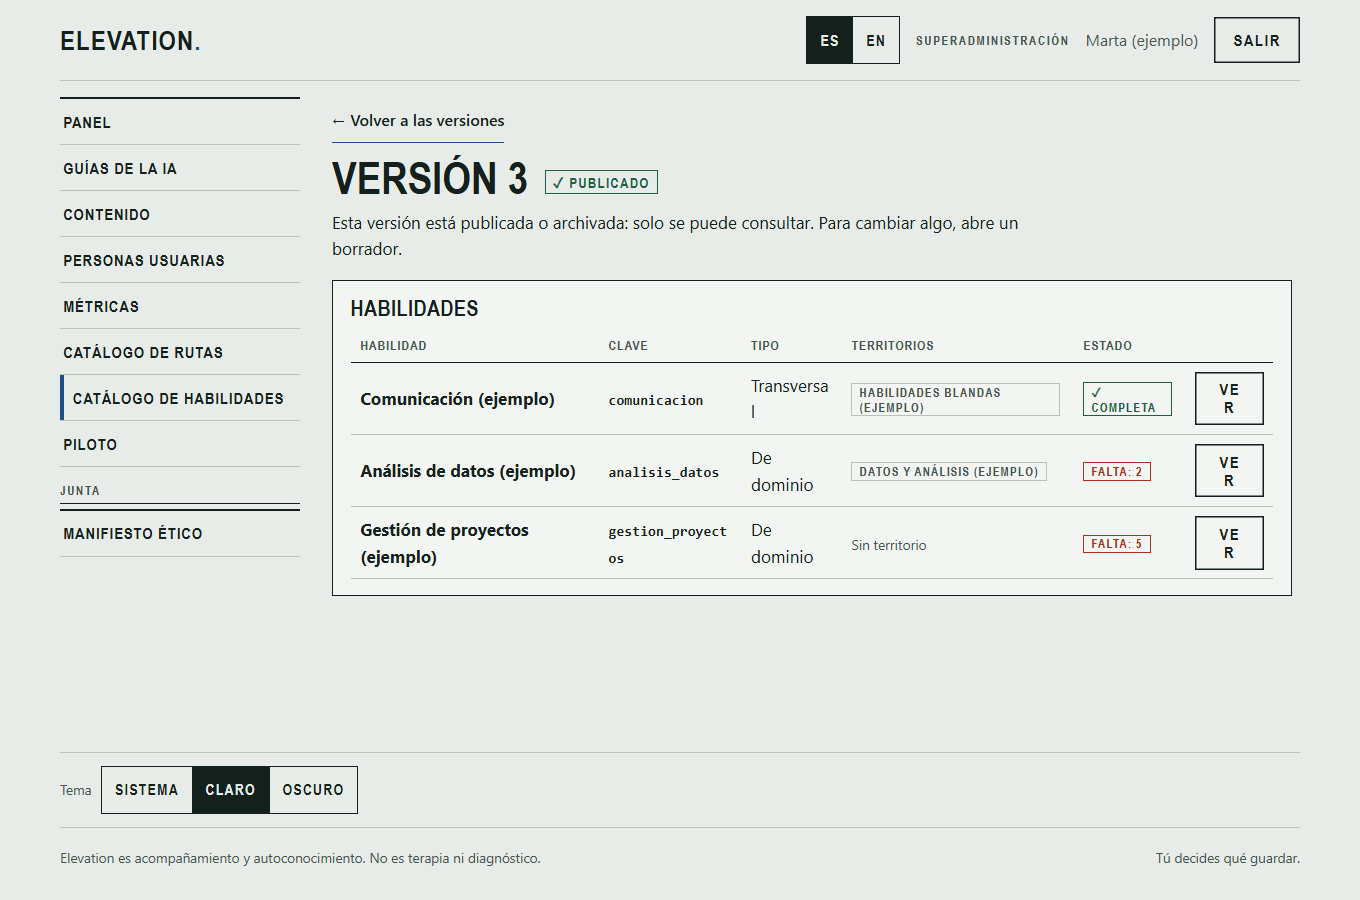 ELEVATION.
ES EN SUPERADMINISTRACIÓN Marta (ejemplo) SALIR
PANEL
GUÍAS DE LA IA
CONTENIDO
PERSONAS USUARIAS
MÉTRICAS
CATÁLOGO DE RUTAS
CATÁLOGO DE HABILIDADES
PILOTO
JUNTA
MANIFIESTO ÉTICO
← Volver a las versiones
VERSIÓN 3 ✓ PUBLICADO
Esta versión está publicada o archivada: solo se puede consultar. Para cambiar algo, abre un
borrador.
HABILIDADES
HABILIDAD CLAVE TIPO TERRITORIOS ESTADO
Comunicación (ejemplo) comunicacion
Transversa
l
HABILIDADES BLANDAS
(EJEMPLO)
✓
COMPLETA
VE
R
Análisis de datos (ejemplo) analisis_datos
De
dominio
DATOS Y ANÁLISIS (EJEMPLO)
FALTA: 2
VE
R
Gestión de proyectos
(ejemplo)
gestion_proyect
os
De
dominio
Sin territorio
FALTA: 5
VE
R
Tema SISTEMA CLARO OSCURO
Elevation es acompañamiento y autoconocimiento. No es terapia ni diagnóstico.
Tú decides qué guardar.